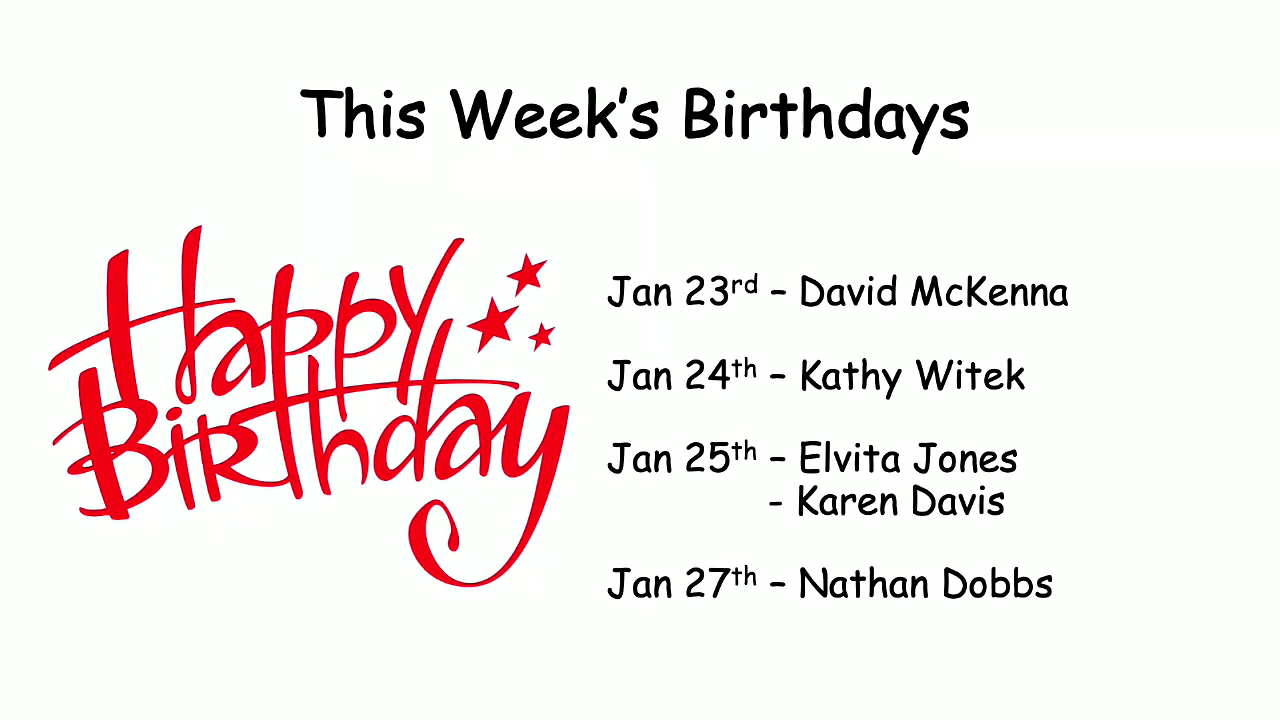 This Week's Birthdays
Happy
Birthday
Jan 23rd – David McKenna
Jan 24th – Kathy Witek
Jan 25th – Elvita Jones
- Karen Davis
Jan 27th – Nathan Dobbs